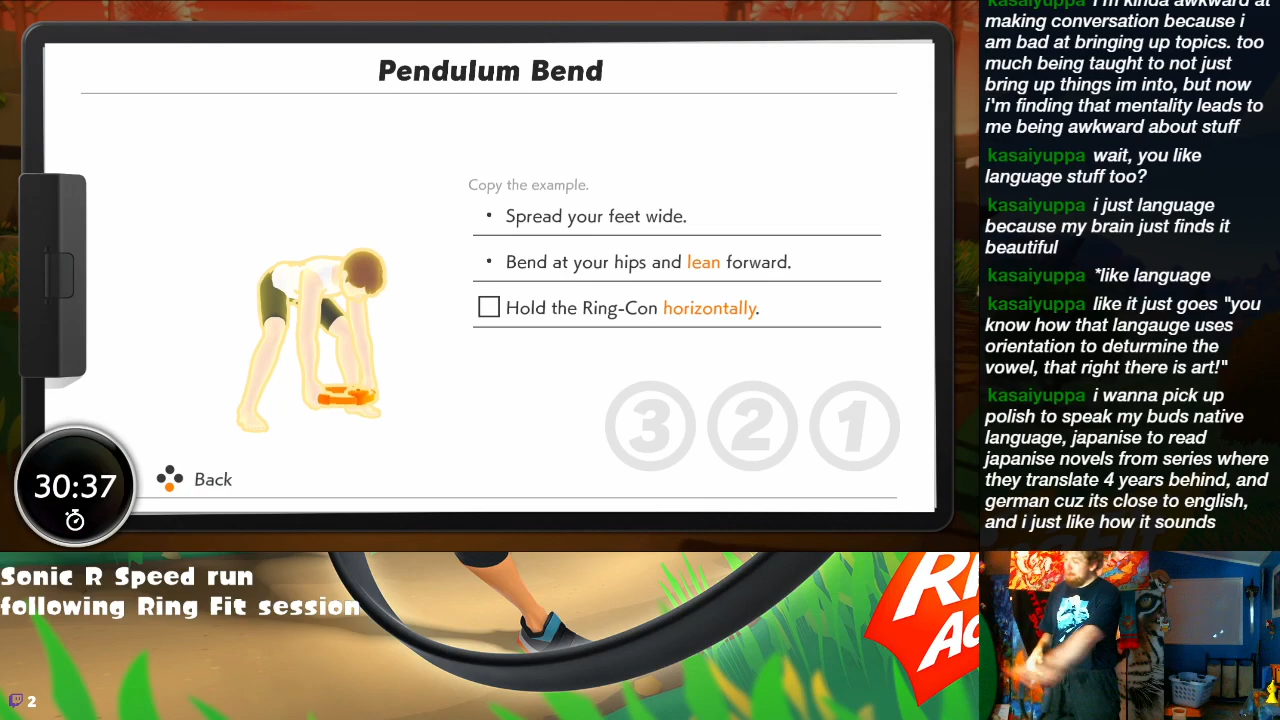 Pendulum Bend
Copy the example.
• Spread your feet wide.
• Bend at your hips and lean forward.
Hold the Ring-Con horizontally.
3 2 1
30:37
Back
Sonic R Speed run
following Ring Fit session
2
making conversation because i
am bad at bringing up topics. too
much being taught to not just
bring up things im into, but now
i'm finding that mentality leads to
me being awkward about stuff
kasaiyuppa wait, you like
language stuff too?
kasaiyuppa i just language
because my brain just finds it
beautiful
kasaiyuppa *like language
kasaiyuppa like it just goes "you
know how that langauge uses
orientation to deturmine the
vowel, that right there is art!"
kasaiyuppa i wanna pick up
polish to speak my buds native
language, japanise to read
japanise novels from series where
they translate 4 years behind, and
german cuz its close to english,
and i just like how it sounds